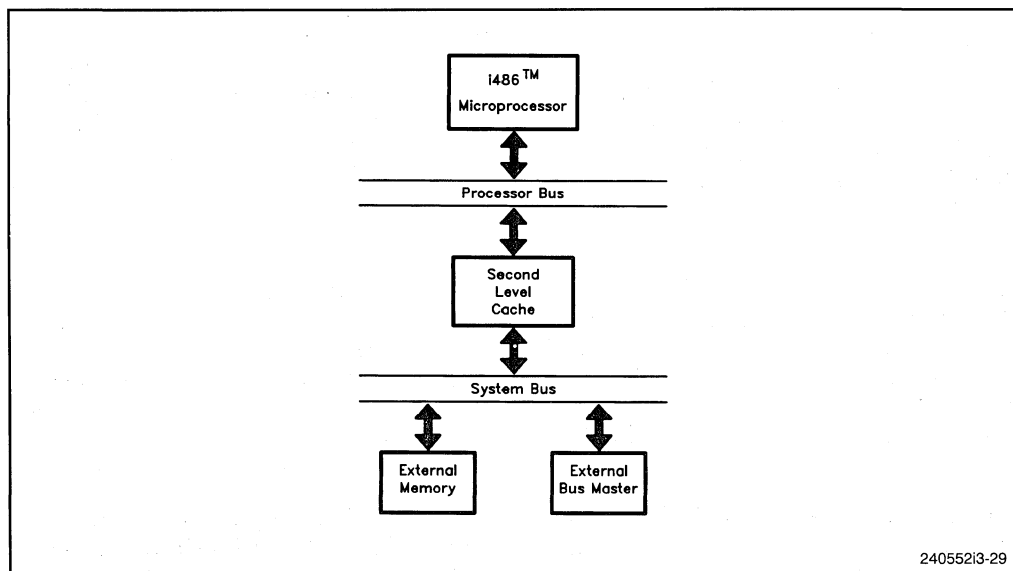 i486™
Microprocessor
Processor Bus
Second
Level
Cache
System Bus
External
Memory
External
Bus Master
240552i3-29